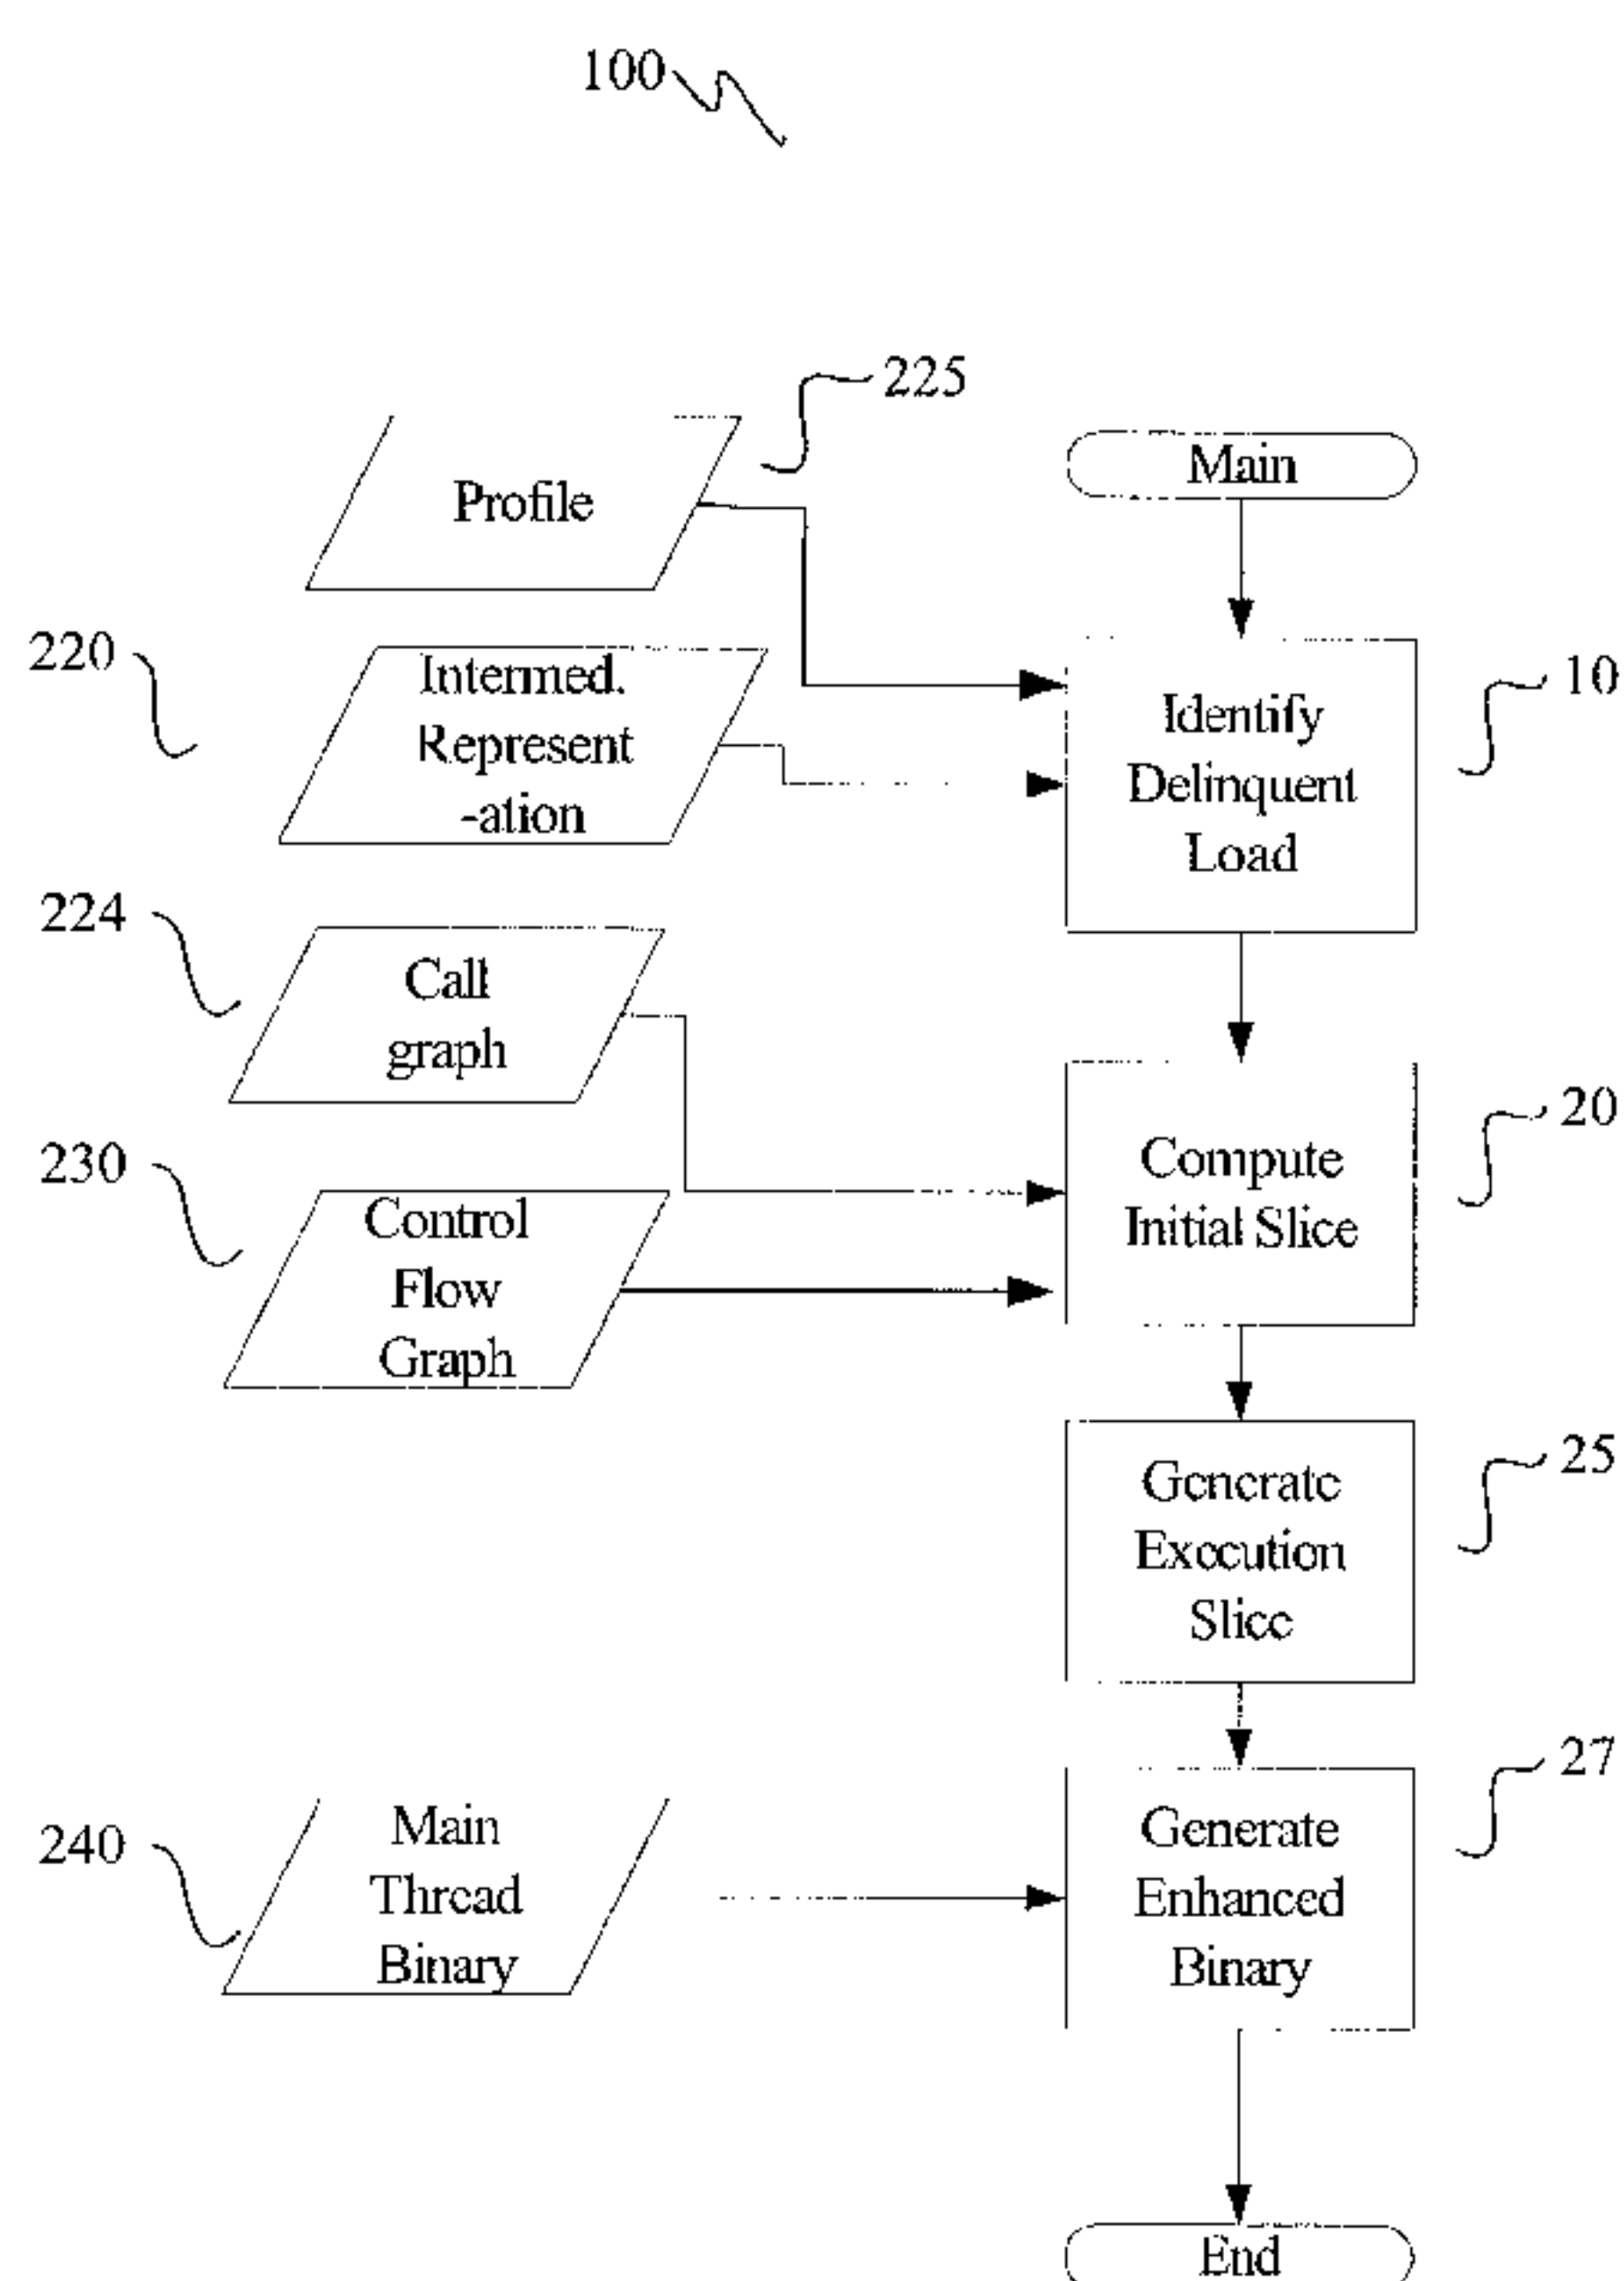 100
225
Profile
Main
220
Intermed.
Represent
-ation
10
Identify
Delinquent
Load
224
Call
graph
20
Compute
Initial Slice
230
Control
Flow
Graph
25
Generate
Execution
Slice
27
Generate
Enhanced
Binary
240
Main
Thread
Binary
End